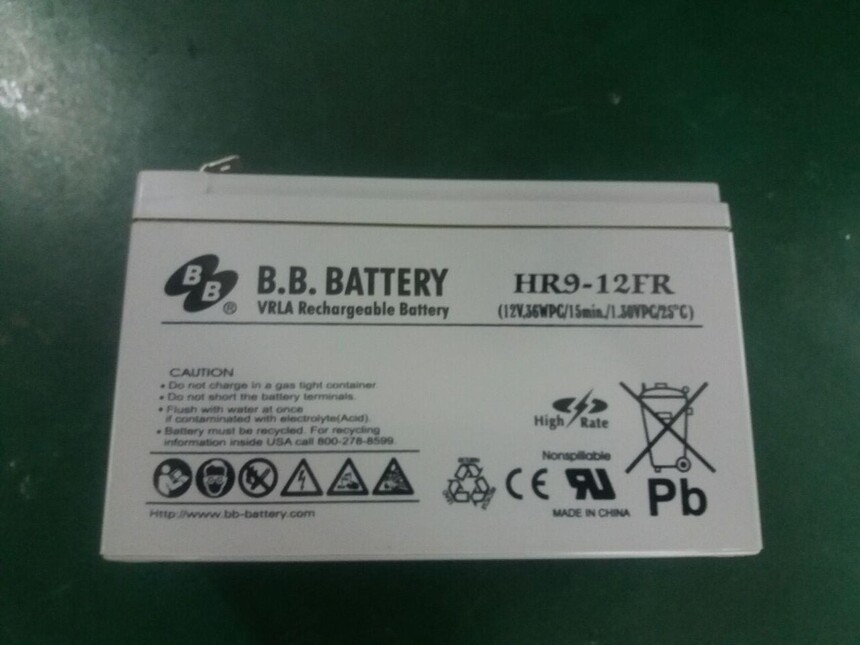 BB®
B.B. BATTERY
VRLA Rechargeable Battery
HR9-12FR
(12V,36WPC/15min./1.30VPC/25°C)
CAUTION
• Do not charge in a gas tight container.
• Do not short the battery terminals.
• Flush with water at once
if contaminated with electrolyte(Acid).
• Battery must be recycled. For recycling
information inside USA call 800-278-8599.
Http://www.bb-battery.com
High Rate
Nonspillable
RETURN
CE
MADE IN CHINA
Pb